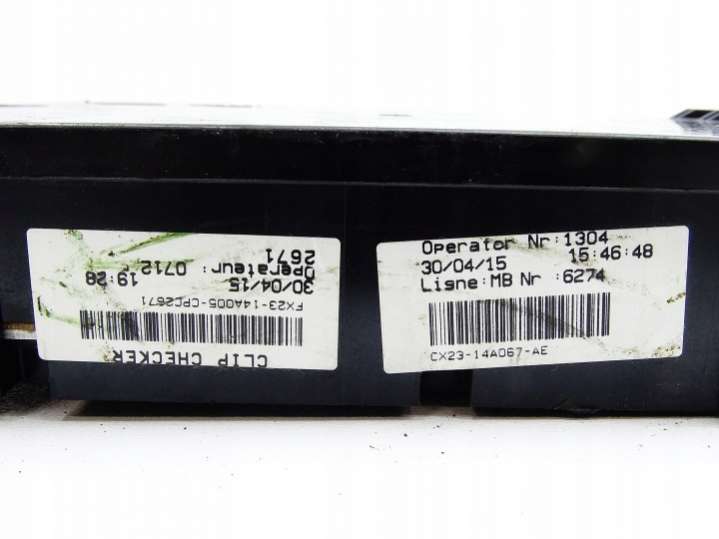 CLIP CHECKER
FX23-14A005-CPC2671
30/04/15 19:28
Operateur: 0712
2671
Operator Nr:1304
30/04/15 15:46:48
Ligne:MB Nr :6274
CX23-14A067-AE